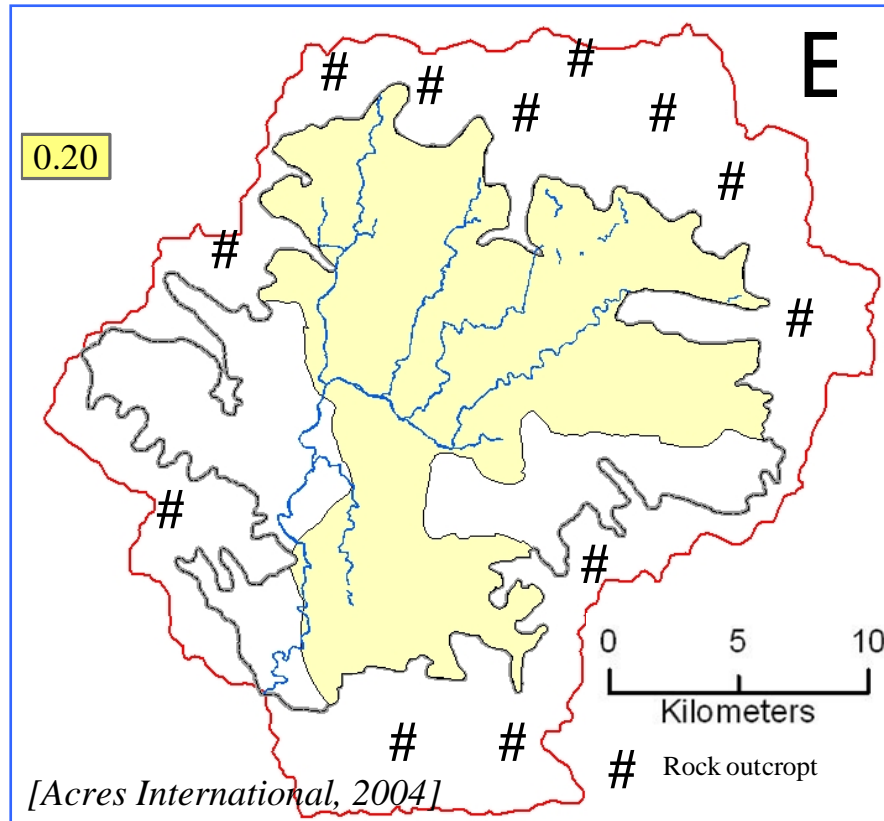 E
0.20
0 5 10
Kilometers
# Rock outcropt
[Acres International, 2004]